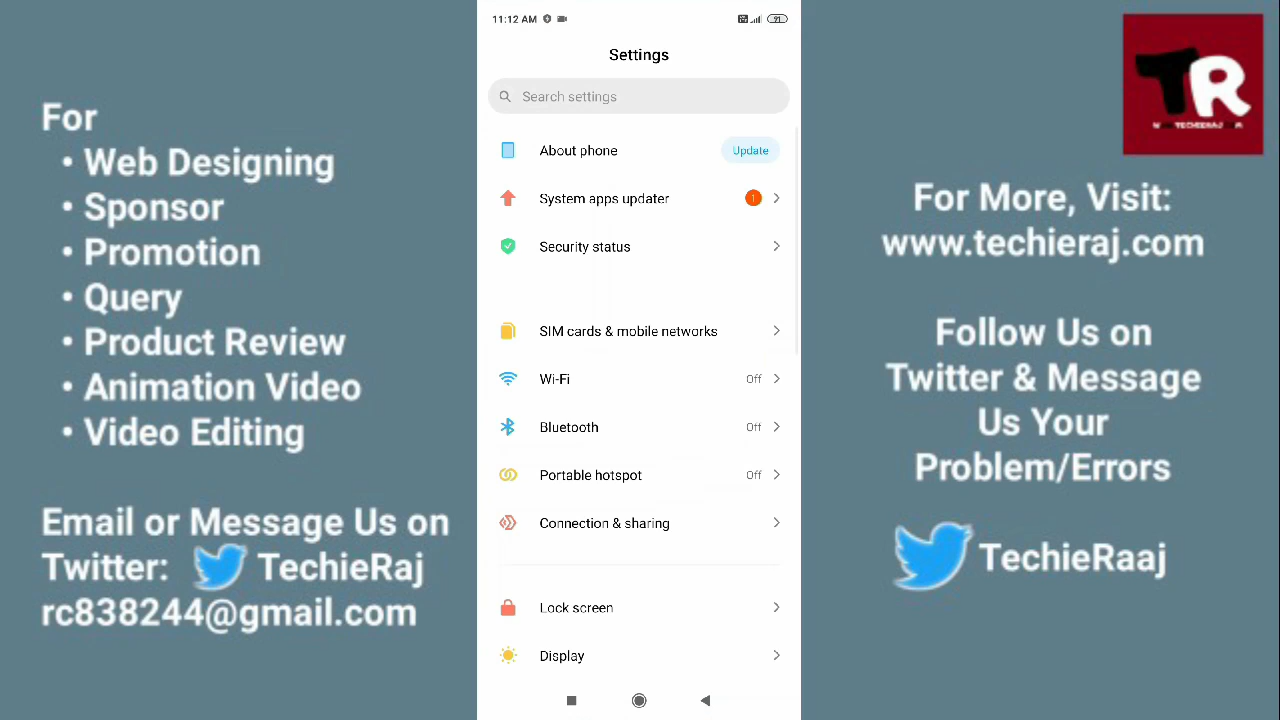 For
• Web Designing
• Sponsor
• Promotion
• Query
• Product Review
• Animation Video
• Video Editing
Email or Message Us on
Twitter: TechieRaj
rc838244@gmail.com
11:12 AM
91
Settings
Search settings
About phone
Update
System apps updater
1
Security status
SIM cards & mobile networks
Wi-Fi
Off
Bluetooth
Off
Portable hotspot
Off
Connection & sharing
Lock screen
Display
TR
For More, Visit:
www.techieraj.com
Follow Us on
Twitter & Message
Us Your
Problem/Errors
TechieRaaj